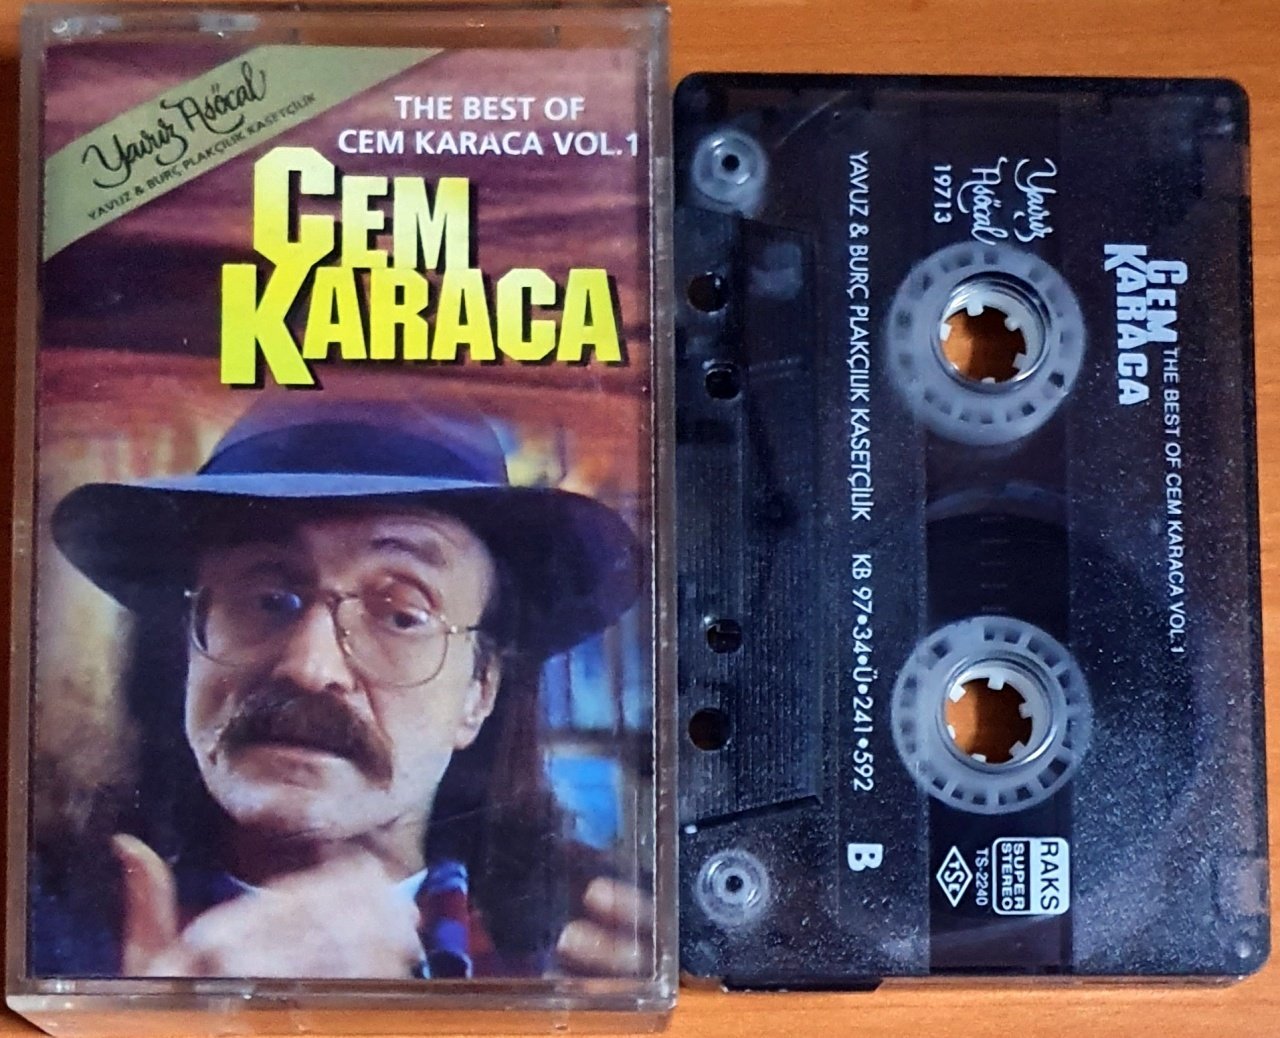 Yavuz Asöcal
YAVUZ & BURÇ PLAKÇILIK KASETÇİLİK
THE BEST OF
CEM KARACA VOL.1
CEM
KARACA
CEM
KARACA
THE BEST OF CEM KARACA VOL.1
Yavuz
Asöcal
19713
YAVUZ & BURÇ PLAKÇILIK KASETÇİLİK KB 97•34•Ü•241•592
B
RAKS
SUPER
STEREO
TS-2240
TSE